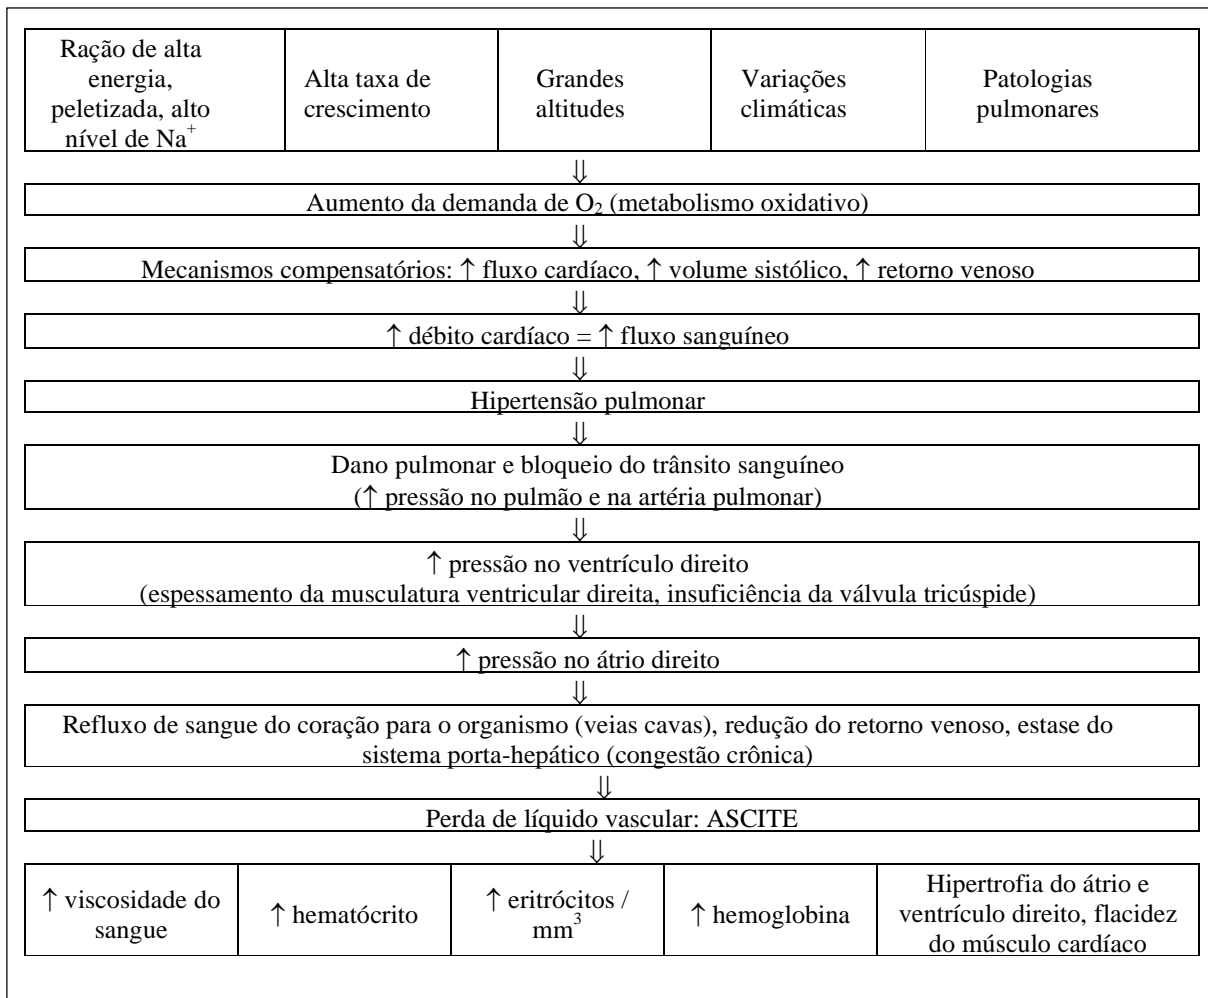 Ração de alta
energia,
peletizada, alto
nível de Na⁺
Alta taxa de
crescimento
Grandes
altitudes
Variações
climáticas
Patologias
pulmonares
⇓
Aumento da demanda de O₂ (metabolismo oxidativo)
⇓
Mecanismos compensatórios: ↑ fluxo cardíaco, ↑ volume sistólico, ↑ retorno venoso
⇓
↑ débito cardíaco = ↑ fluxo sanguíneo
⇓
Hipertensão pulmonar
⇓
Dano pulmonar e bloqueio do trânsito sanguíneo
(↑ pressão no pulmão e na artéria pulmonar)
⇓
↑ pressão no ventrículo direito
(espessamento da musculatura ventricular direita, insuficiência da válvula tricúspide)
⇓
↑ pressão no átrio direito
⇓
Refluxo de sangue do coração para o organismo (veias cavas), redução do retorno venoso, estase do
sistema porta-hepático (congestão crônica)
⇓
Perda de líquido vascular: ASCITE
⇓
↑ viscosidade do
sangue
↑ hematócrito
↑ eritrócitos /
mm³
↑ hemoglobina
Hipertrofia do átrio e
ventrículo direito, flacidez
do músculo cardíaco